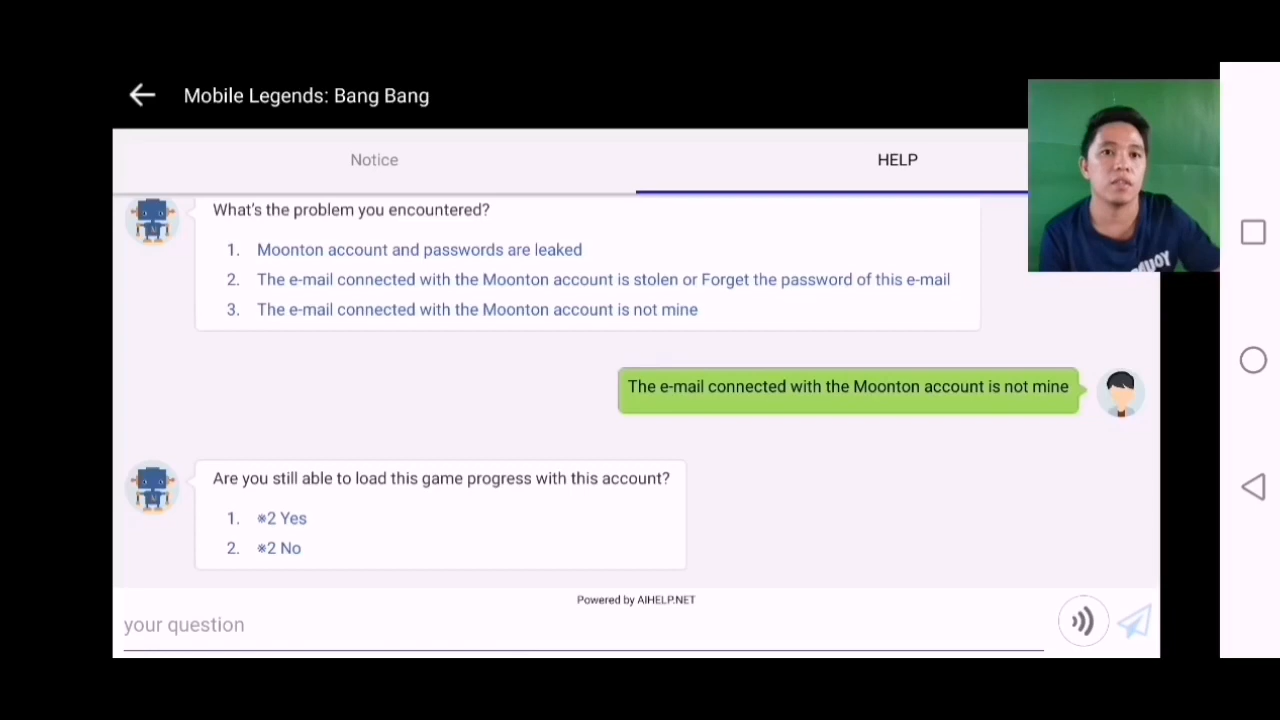 Mobile Legends: Bang Bang
Notice
HELP
What's the problem you encountered?
1. Moonton account and passwords are leaked
2. The e-mail connected with the Moonton account is stolen or Forget the password of this e-mail
3. The e-mail connected with the Moonton account is not mine
The e-mail connected with the Moonton account is not mine
Are you still able to load this game progress with this account?
1. ※2 Yes
2. ※2 No
Powered by AIHELP.NET
your question